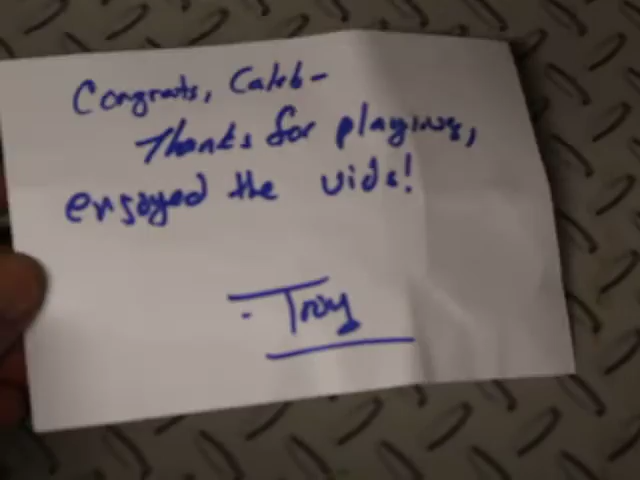 Congrats, Caleb-
Thanks for playing,
enjoyed the vids!
-Troy